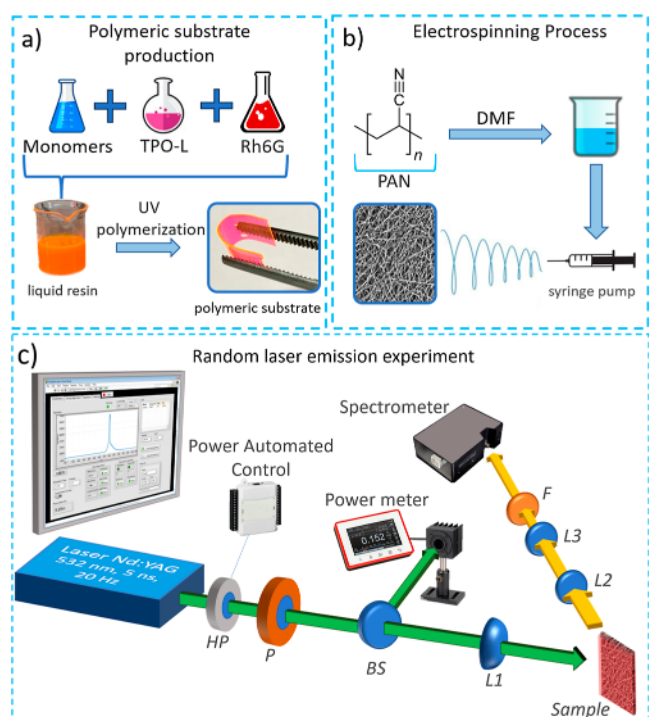 a)
Polymeric substrate
production
Monomers
TPO-L
Rh6G
UV
polymerization
liquid resin
polymeric substrate
b)
Electrospinning Process
N
n
DMF
PAN
syringe pump
c)
Random laser emission experiment
Spectrometer
Power Automated
Control
Power meter
0.152
F
L3
L2
Laser Nd:YAG
532 nm, 5 ns,
20 Hz
HP
P
BS
L1
Sample